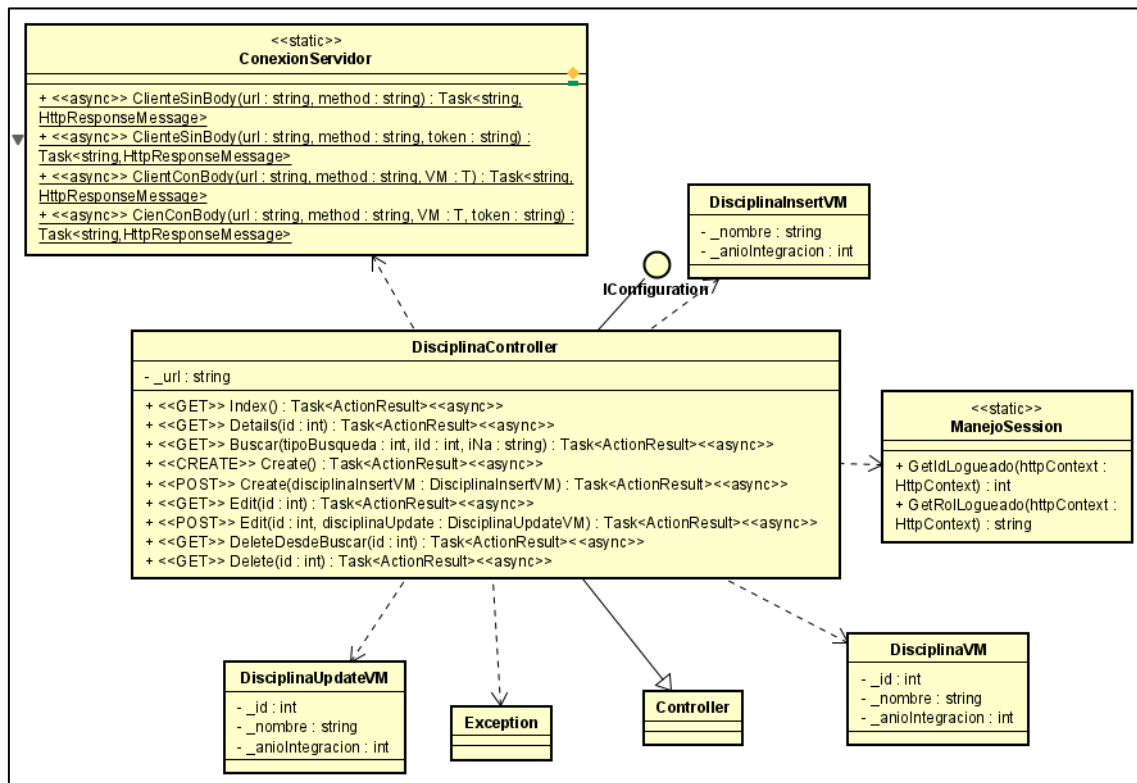 <<static>>
ConexionServidor
+ <<async>> ClienteSinBody(url : string, method : string) : Task<string,
HttpResponseMessage>
+ <<async>> ClienteSinBody(url : string, method : string, token : string) :
Task<string,HttpResponseMessage>
+ <<async>> ClientConBody(url : string, method : string, VM : T) : Task<string,
HttpResponseMessage>
+ <<async>> CienConBody(url : string, method : string, VM : T, token : string) :
Task<string,HttpResponseMessage>
DisciplinaInsertVM
- _nombre : string
- _anioIntegracion : int
IConfiguration
DisciplinaController
- _url : string
+ <<GET>> Index() : Task<ActionResult><<async>>
+ <<GET>> Details(id : int) : Task<ActionResult><<async>>
+ <<GET>> Buscar(tipoBusqueda : int, iId : int, iNa : string) : Task<ActionResult><<async>>
+ <<CREATE>> Create() : Task<ActionResult><<async>>
+ <<POST>> Create(disciplinaInsertVM : DisciplinaInsertVM) : Task<ActionResult><<async>>
+ <<GET>> Edit(id : int) : Task<ActionResult><<async>>
+ <<POST>> Edit(id : int, disciplinaUpdate : DisciplinaUpdateVM) : Task<ActionResult><<async>>
+ <<GET>> DeleteDesdeBuscar(id : int) : Task<ActionResult><<async>>
+ <<GET>> Delete(id : int) : Task<ActionResult><<async>>
<<static>>
ManejoSession
+ GetIdLogueado(httpContext :
HttpContext) : int
+ GetRolLogueado(httpContext :
HttpContext) : string
DisciplinaUpdateVM
- _id : int
- _nombre : string
- _anioIntegracion : int
Exception
Controller
DisciplinaVM
- _id : int
- _nombre : string
- _anioIntegracion : int